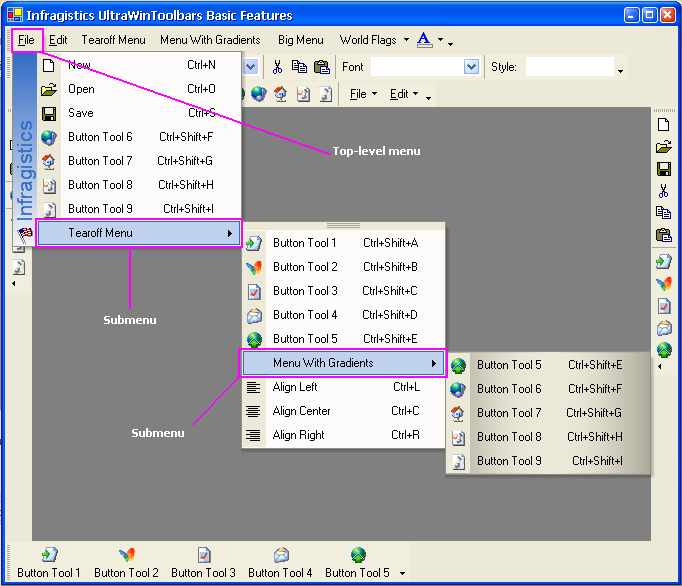 Infragistics UltraWinToolbars Basic Features
File Edit Tearoff Menu Menu With Gradients Big Menu World Flags A
Font Style:
File Edit
Infragistics
New Ctrl+N
Open Ctrl+O
Save Ctrl+S
Button Tool 6 Ctrl+Shift+F
Button Tool 7 Ctrl+Shift+G
Button Tool 8 Ctrl+Shift+H
Button Tool 9 Ctrl+Shift+I
Tearoff Menu
Top-level menu
Submenu
Button Tool 1 Ctrl+Shift+A
Button Tool 2 Ctrl+Shift+B
Button Tool 3 Ctrl+Shift+C
Button Tool 4 Ctrl+Shift+D
Button Tool 5 Ctrl+Shift+E
Menu With Gradients
Align Left Ctrl+L
Align Center Ctrl+C
Align Right Ctrl+R
Submenu
Button Tool 5 Ctrl+Shift+E
Button Tool 6 Ctrl+Shift+F
Button Tool 7 Ctrl+Shift+G
Button Tool 8 Ctrl+Shift+H
Button Tool 9 Ctrl+Shift+I
Button Tool 1 Button Tool 2 Button Tool 3 Button Tool 4 Button Tool 5